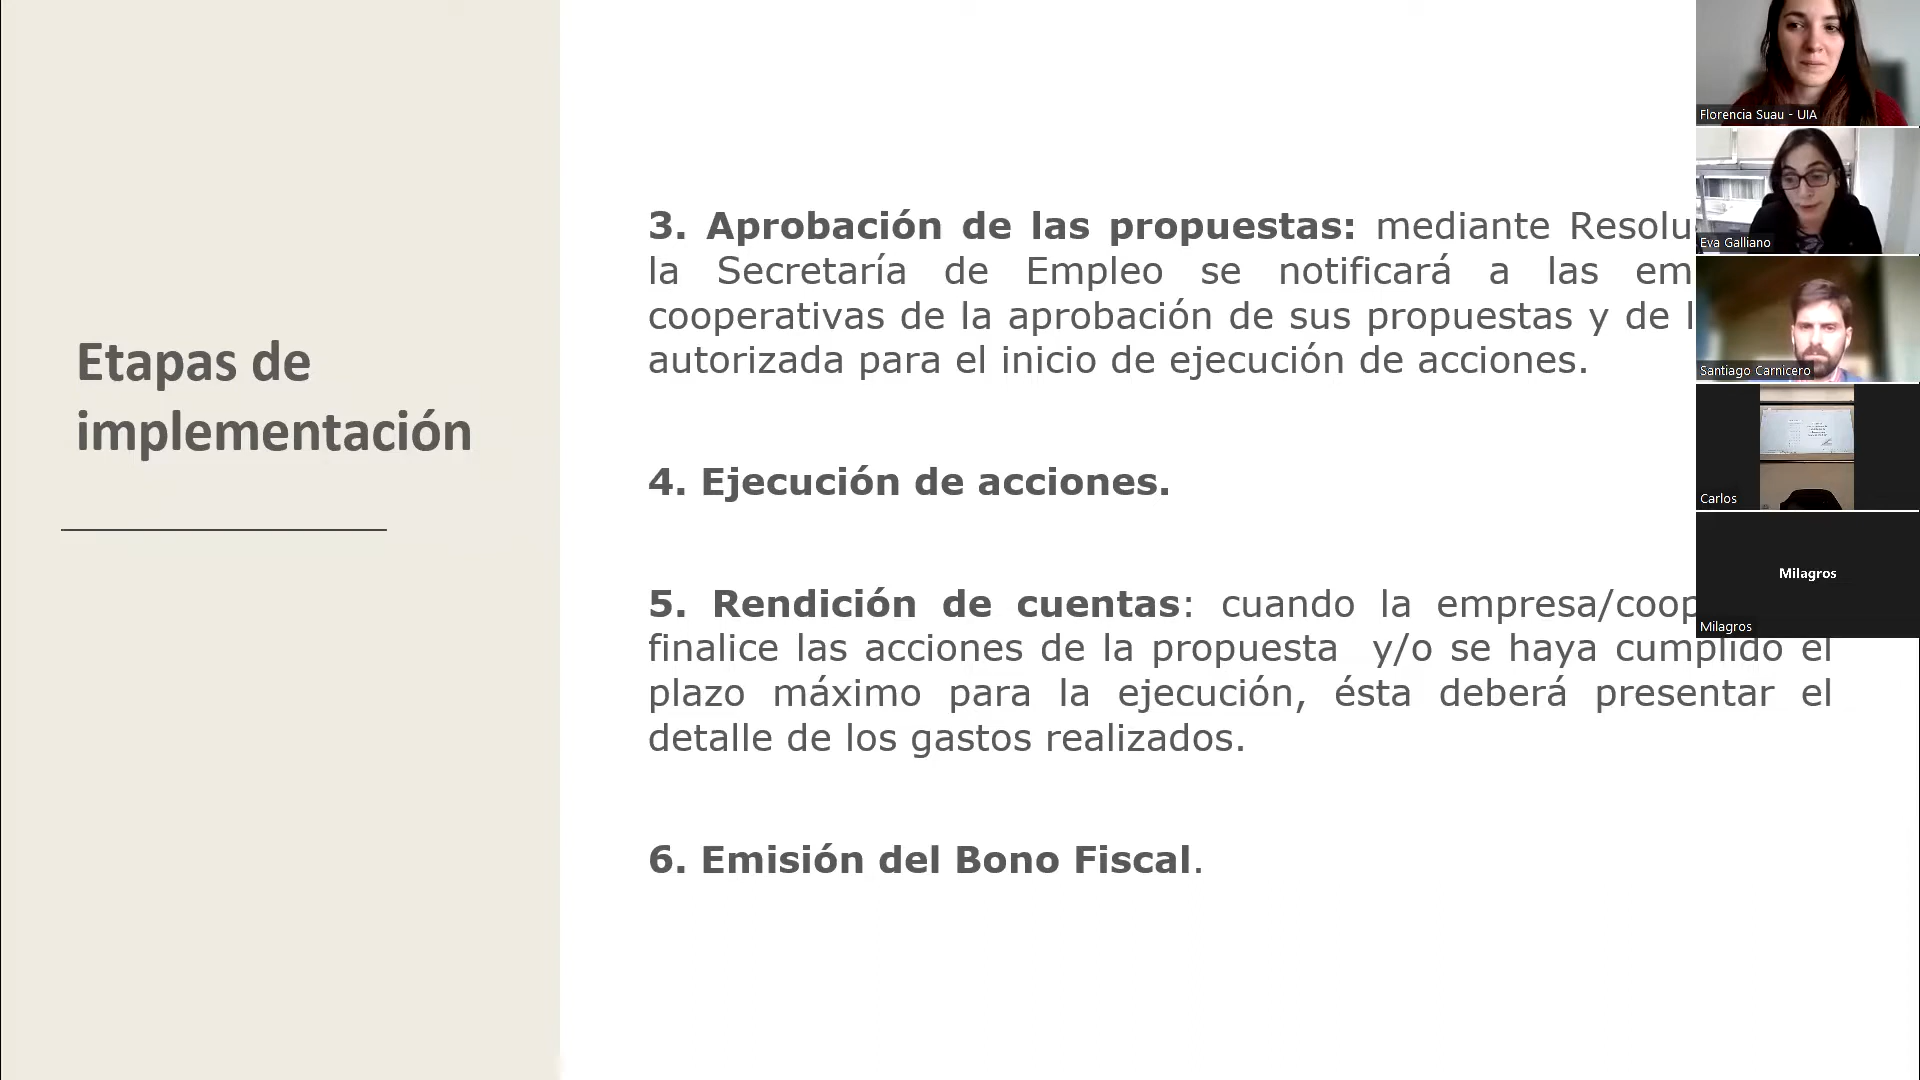 Etapas de
implementación
3. Aprobación de las propuestas: mediante
la Secretaría de Empleo se notificará a las
cooperativas de la aprobación de sus propuestas y de
autorizada para el inicio de ejecución de acciones.
4. Ejecución de acciones.
5. Rendición de cuentas: cuando la
finalice las acciones de la propuesta y/o se haya cumplido el
plazo máximo para la ejecución, ésta deberá presentar el
detalle de los gastos realizados.
6. Emisión del Bono Fiscal.
Florencia Suau - UIA
Eva Galliano
Santiago Carnicero
Carlos
Milagros
Milagros